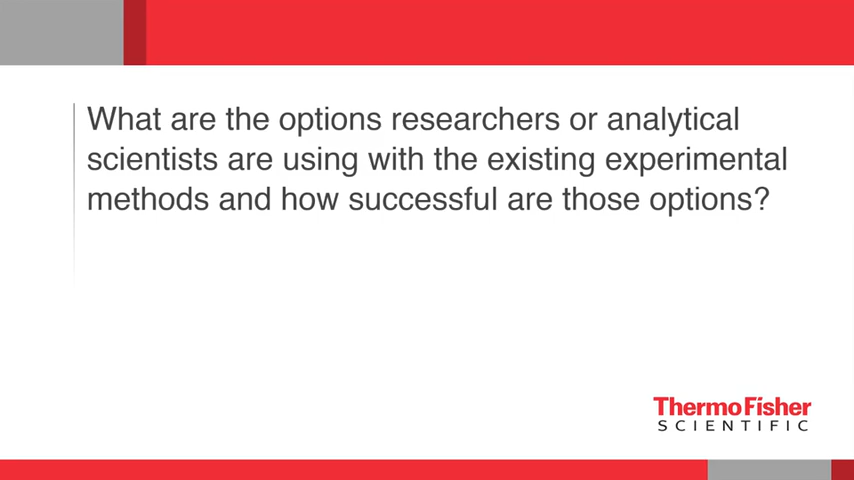 What are the options researchers or analytical
scientists are using with the existing experimental
methods and how successful are those options?
ThermoFisher
SCIENTIFIC